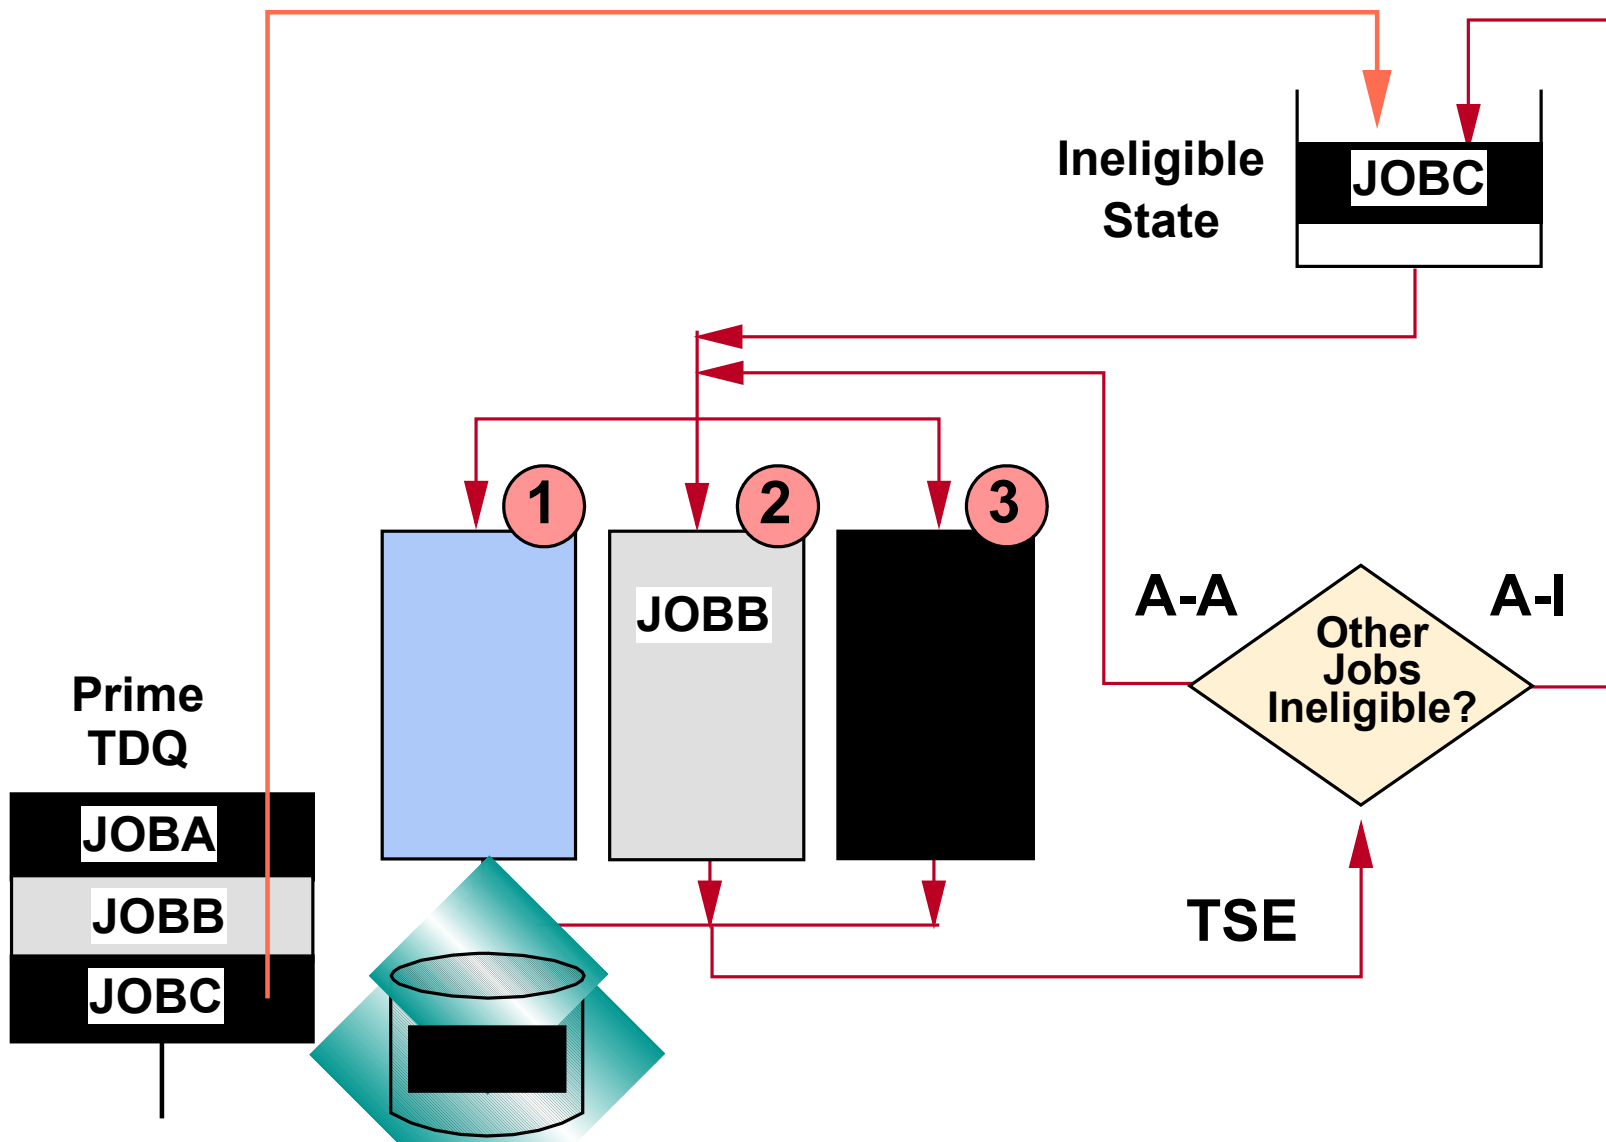 Ineligible
State
JOBC
1
2
3
JOBB
A-A
A-I
Other
Jobs
Ineligible?
Prime
TDQ
JOBA
JOBB
JOBC
TSE